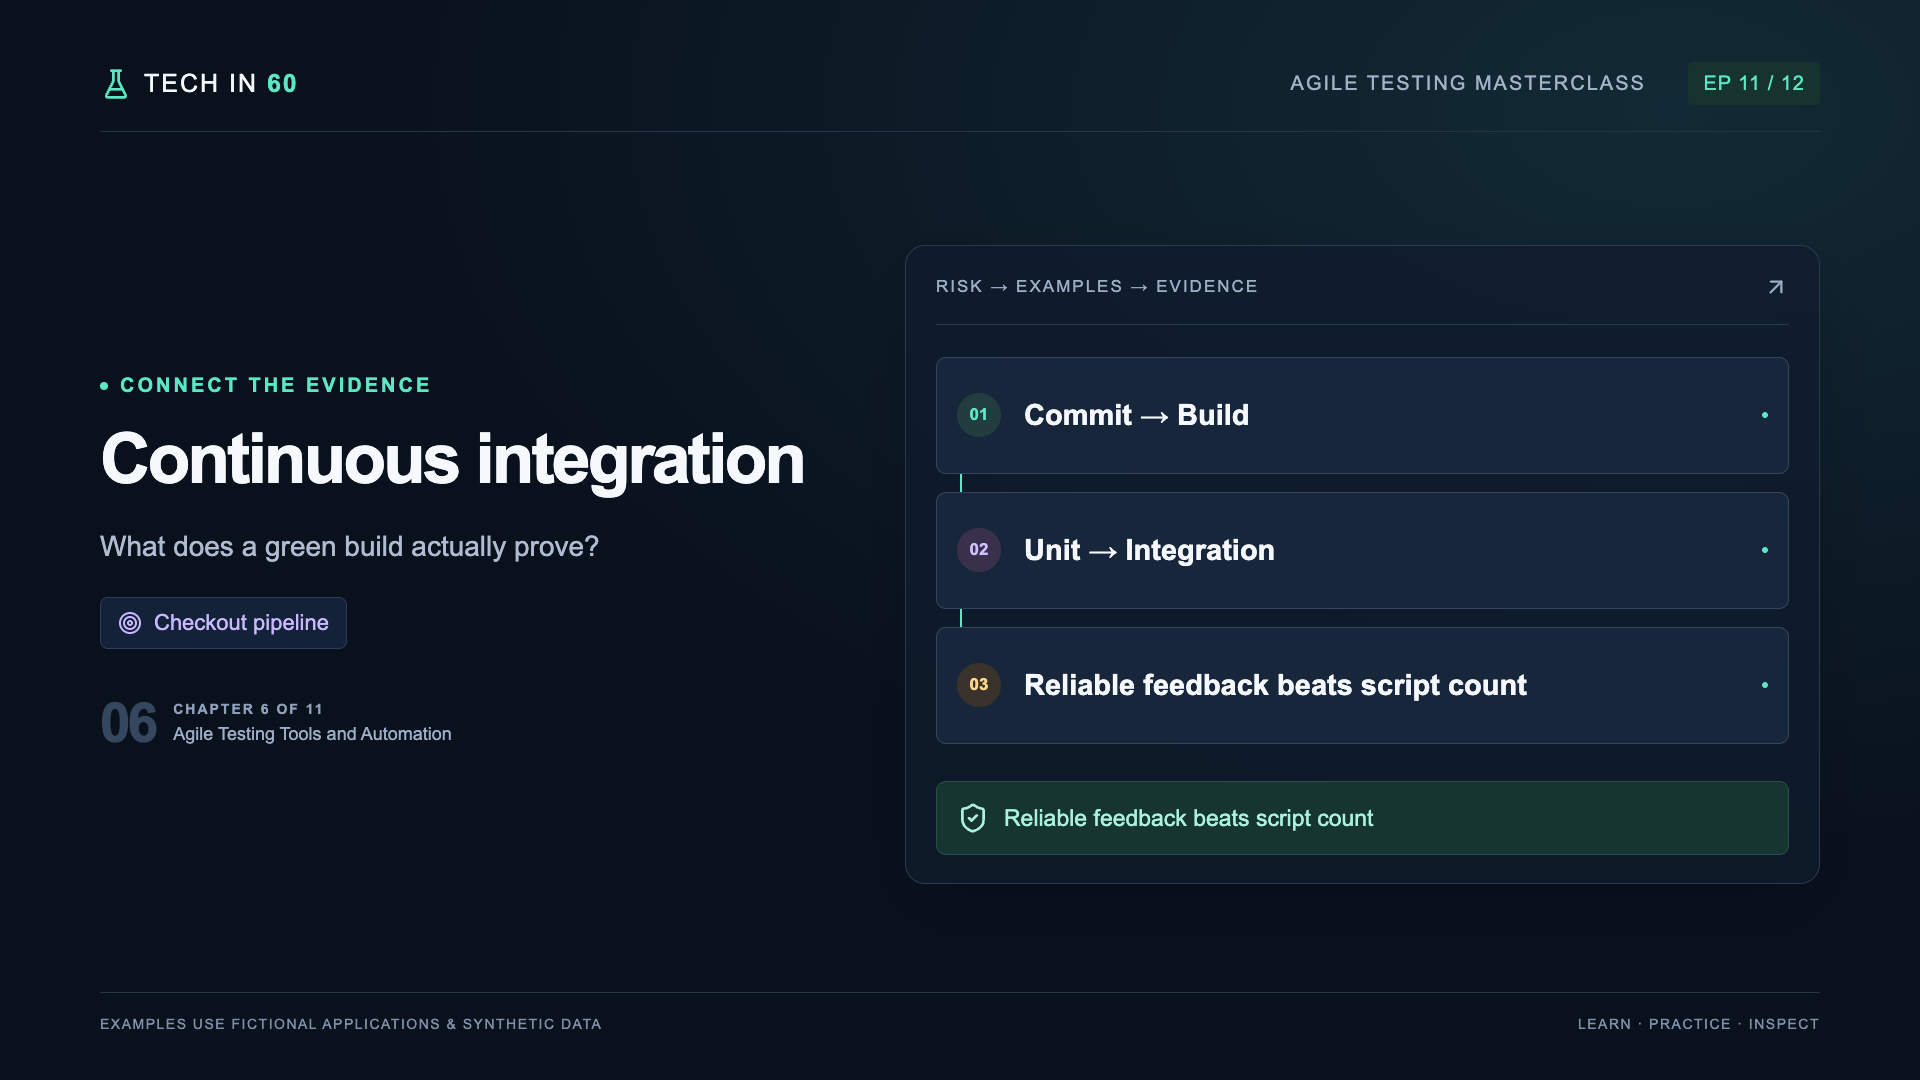 TECH IN 60
AGILE TESTING MASTERCLASS
EP 11 / 12
• CONNECT THE EVIDENCE
Continuous integration
What does a green build actually prove?
Checkout pipeline
06
CHAPTER 6 OF 11
Agile Testing Tools and Automation
RISK → EXAMPLES → EVIDENCE
01 Commit → Build
02 Unit → Integration
03 Reliable feedback beats script count
Reliable feedback beats script count
EXAMPLES USE FICTIONAL APPLICATIONS & SYNTHETIC DATA
LEARN · PRACTICE · INSPECT